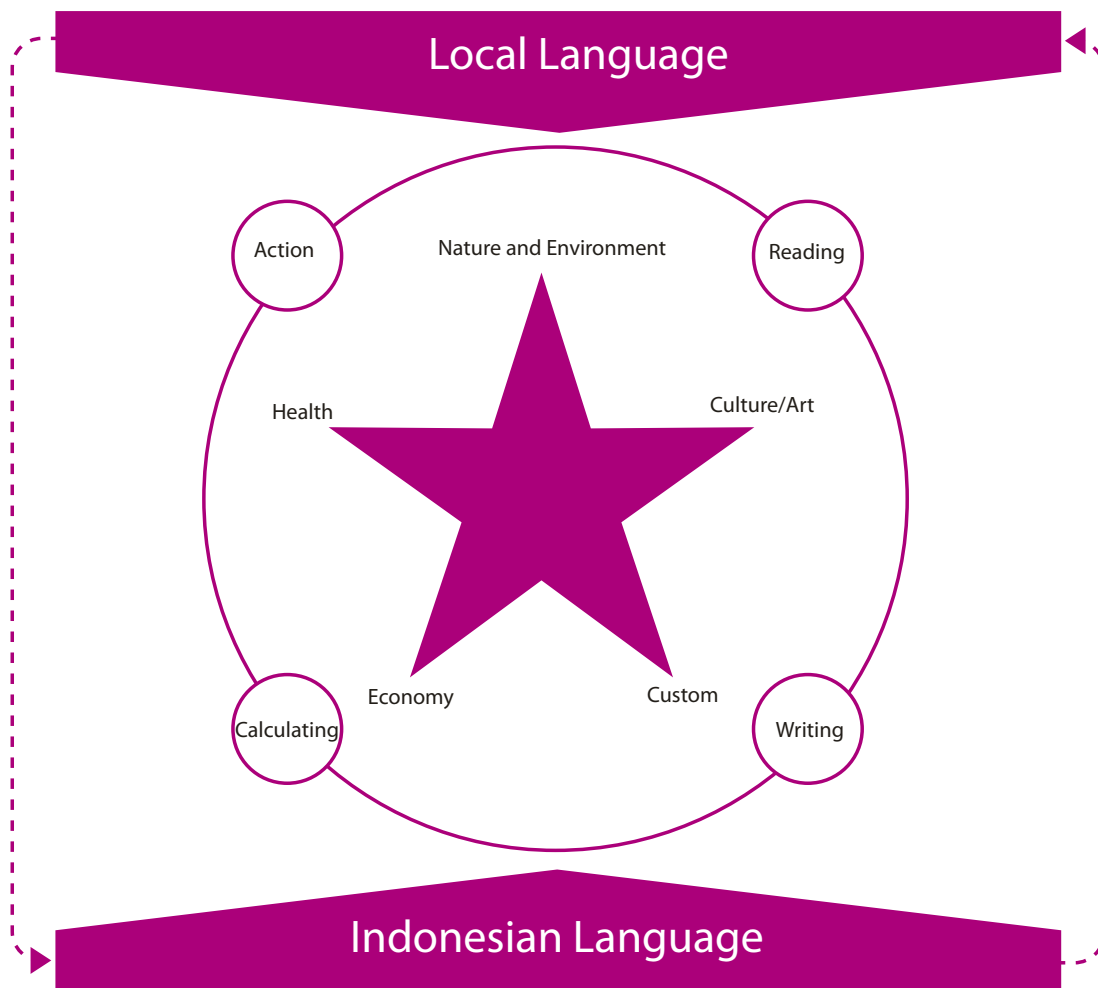 Local Language
Action
Nature and Environment
Reading
Health
Culture/Art
Economy
Custom
Calculating
Writing
Indonesian Language